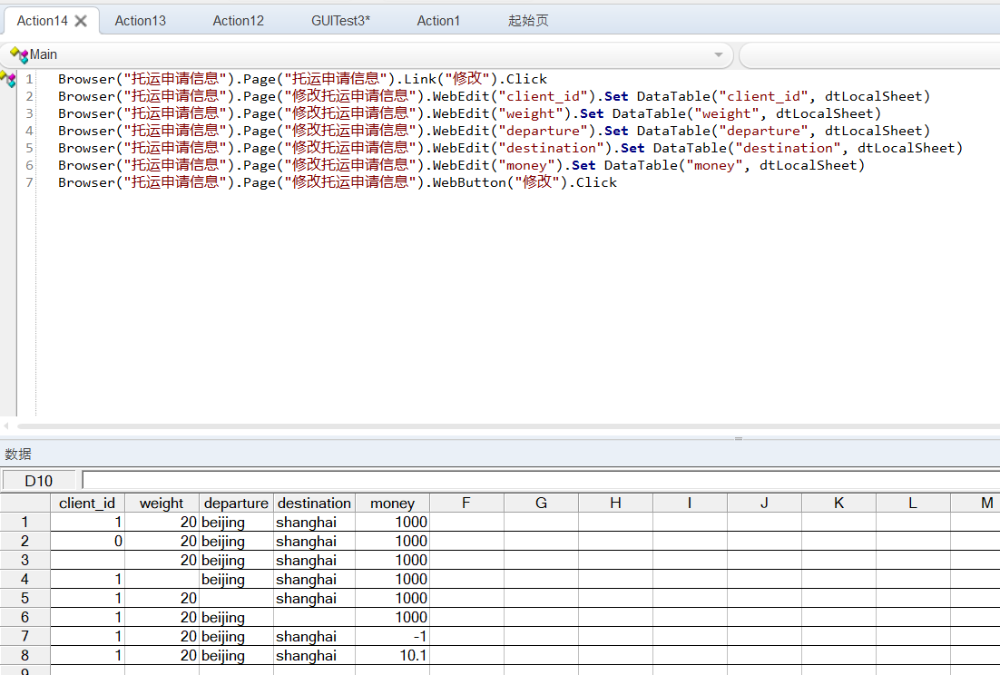 Action14 Action13 Action12 GUITest3* Action1 起始页
Main
1 Browser("托运申请信息").Page("托运申请信息").Link("修改").Click
2 Browser("托运申请信息").Page("修改托运申请信息").WebEdit("client_id").Set DataTable("client_id", dtLocalSheet)
3 Browser("托运申请信息").Page("修改托运申请信息").WebEdit("weight").Set DataTable("weight", dtLocalSheet)
4 Browser("托运申请信息").Page("修改托运申请信息").WebEdit("departure").Set DataTable("departure", dtLocalSheet)
5 Browser("托运申请信息").Page("修改托运申请信息").WebEdit("destination").Set DataTable("destination", dtLocalSheet)
6 Browser("托运申请信息").Page("修改托运申请信息").WebEdit("money").Set DataTable("money", dtLocalSheet)
7 Browser("托运申请信息").Page("修改托运申请信息").WebButton("修改").Click
数据
D10
client_id weight departure destination money F G H I J K L M
1 1 20 beijing shanghai 1000
2 0 20 beijing shanghai 1000
3 20 beijing shanghai 1000
4 1 beijing shanghai 1000
5 1 20 shanghai 1000
6 1 20 beijing 1000
7 1 20 beijing shanghai -1
8 1 20 beijing shanghai 10.1
9